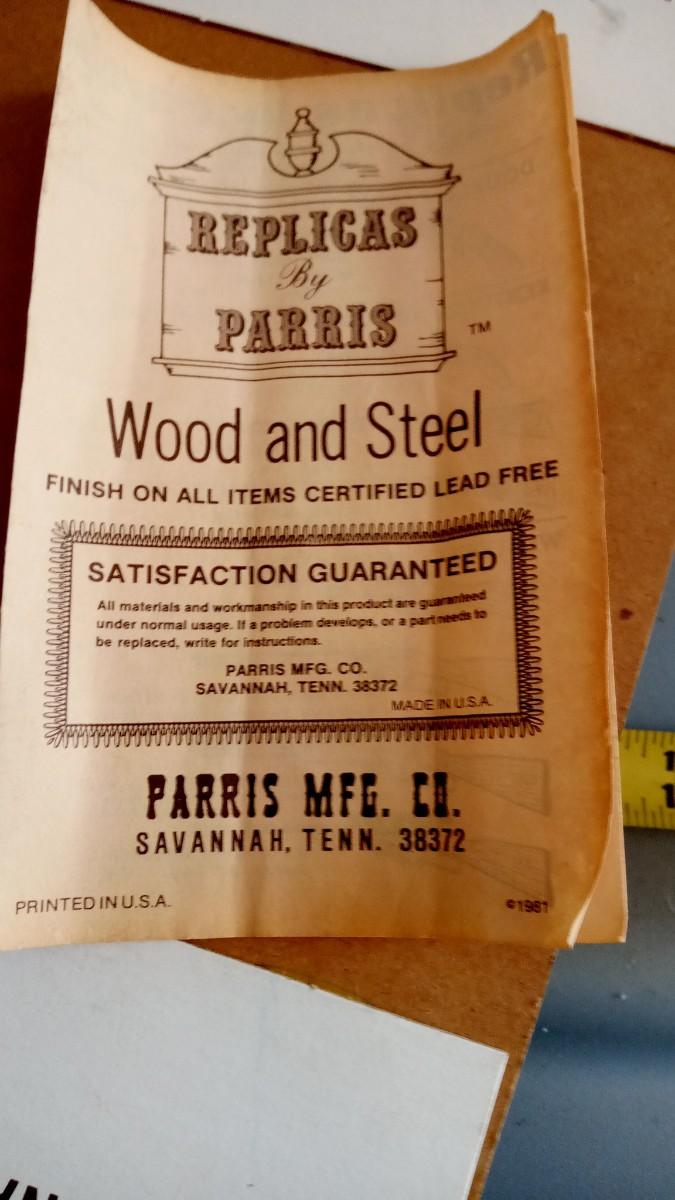 REPLICAS
By
PARRIS
TM
Wood and Steel
FINISH ON ALL ITEMS CERTIFIED LEAD FREE
SATISFACTION GUARANTEED
All materials and workmanship in this product are guaranteed
under normal usage. If a problem develops, or a part needs to
be replaced, write for instructions.
PARRIS MFG. CO.
SAVANNAH, TENN. 38372
MADE IN U.S.A.
PARRIS MFG. CO.
SAVANNAH, TENN. 38372
PRINTED IN U.S.A.
©1981